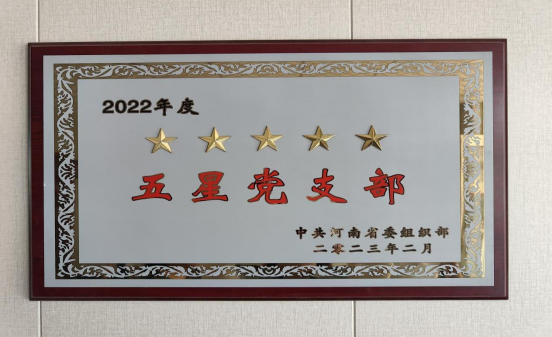 2022年度
五星党支部
中共河南省委组织部
二零二三年二月